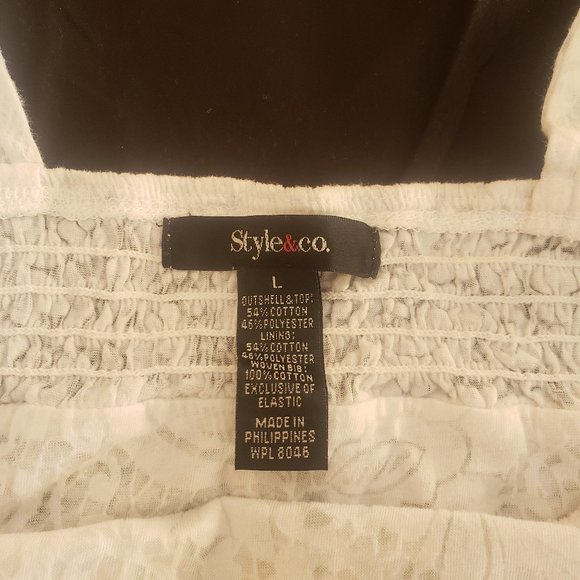 Style&co.
L
OUTSHELL & TOP:
54% COTTON
46% POLYESTER
LINING:
54% COTTON
46% POLYESTER
WOVEN BIB:
100% COTTON
EXCLUSIVE OF
ELASTIC
MADE IN
PHILIPPINES
WPL 8046